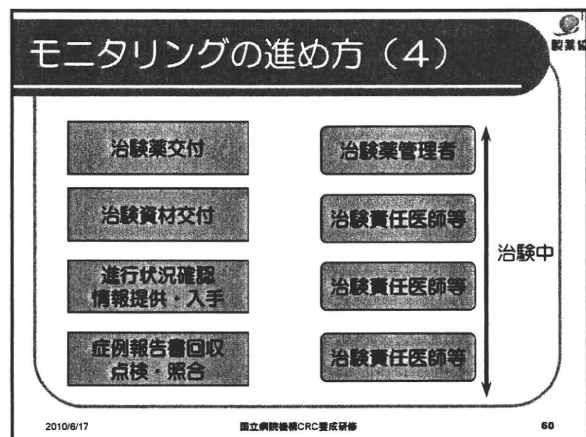 モニタリングの進め方（4）
製薬協
治験薬交付
治験薬管理者
治験資材交付
治験責任医師等
進行状況確認
情報提供・入手
治験責任医師等
症例報告書回収
点検・照合
治験責任医師等
治験中
2010/6/17
国立病院機構CRC養成研修
60